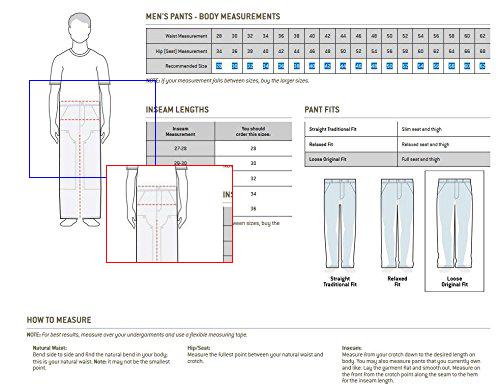 MEN'S PANTS - BODY MEASUREMENTS
Waist Measurement 28 30 32 34 36 38 40 42 44 46 48 50 52 54 56 58 60 62
Hip (Seat) Measurement 34 36 38 40 42 44 46 48 50 52 54 56 58 60 62 64 66 68
Recommended Size 28 30 32 34 36 38 40 42 44 46 48 50 52 54 56 58 60 62
NOTE: If your measurement falls between sizes, buy the larger sizes.
INSEAM LENGTHS
Inseam Measurement
You should order this sizes:
27-28 28
29-30 30
32
34
36
IN
ween sizes, buy the larger sizes.
PANT FITS
Straight Traditional Fit Slim seat and thigh
Relaxed Fit Relaxed seat and thigh
Loose Original Fit Full seat and thigh
Straight
Traditional Fit
Relaxed
Fit
Loose
Original Fit
HOW TO MEASURE
NOTE: For best results, measure over your undergarments and use a flexible measuring tape.
Natural Waist:
Bend side to side and find the natural bend in your body;
this is your natural waist. Note: it may not be the smallest
point.
Hip/Seat:
Measure the fullest point between your natural waist and
crotch.
Inseam:
Measure from your crotch down to the desired length on
body. You may also measure pants that you currently own
and like. Lay the garment flat and smooth out. Measure on
the front from the crotch point along the seam to the hem
for the inseam length.